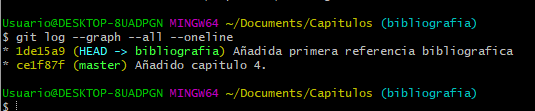 Usuario@DESKTOP-8UADPGN MINGW64 ~/Documents/Capitulos (bibliografia)
$ git log --graph --all --oneline
* 1de15a9 (HEAD -> bibliografia) Añadida primera referencia bibliografica
* ce1f87f (master) Añadido capitulo 4.
Usuario@DESKTOP-8UADPGN MINGW64 ~/Documents/Capitulos (bibliografia)
$